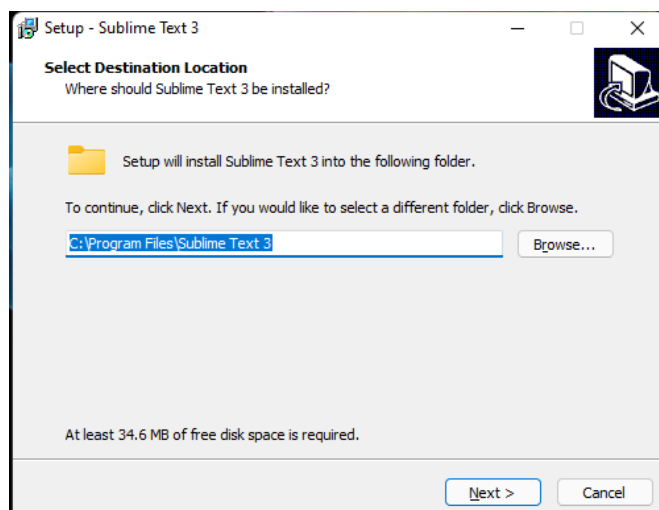 Setup - Sublime Text 3
Select Destination Location
Where should Sublime Text 3 be installed?
Setup will install Sublime Text 3 into the following folder.
To continue, click Next. If you would like to select a different folder, click Browse.
C:\Program Files\Sublime Text 3
Browse...
At least 34.6 MB of free disk space is required.
Next >
Cancel